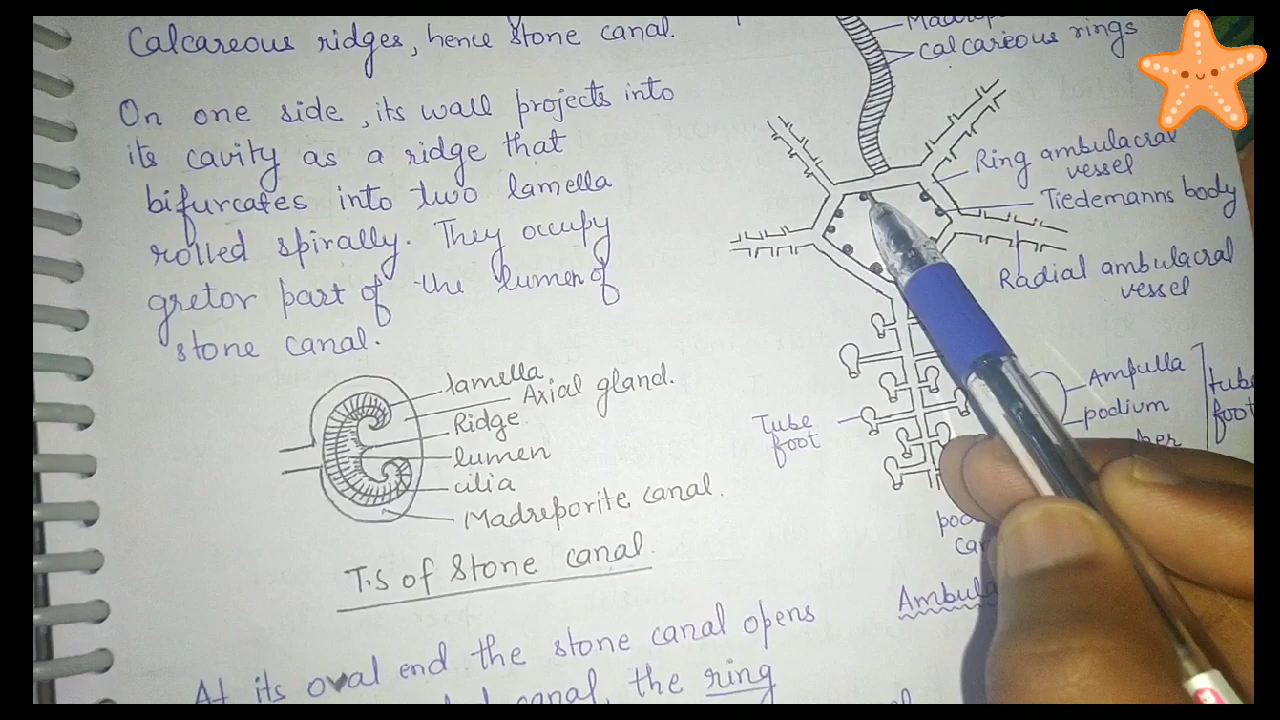 Calcareous ridges, hence Stone canal.
On one side, its wall projects into
its cavity as a ridge that
bifurcates into two lamella
rolled spirally. They occupy
gretor part of the lumen of
stone canal.
lamella
Axial gland.
Ridge
lumen
cilia
Madreporite canal.
T.S of Stone canal.
At its oval end the stone canal opens
canal, the ring
calcareous rings
Ring ambulacral
vessel
Tiedemanns body
Radial ambulacral
vessel
Ampulla
podium
Tube
foot
tube
foot